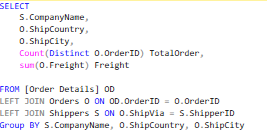 SELECT
S.CompanyName,
O.ShipCountry,
O.ShipCity,
Count(Distinct O.OrderID) TotalOrder,
sum(O.Freight) Freight
FROM [Order Details] OD
LEFT JOIN Orders O ON OD.OrderID = O.OrderID
LEFT JOIN Shippers S ON O.ShipVia = S.ShipperID
Group BY S.CompanyName, O.ShipCountry, O.ShipCity